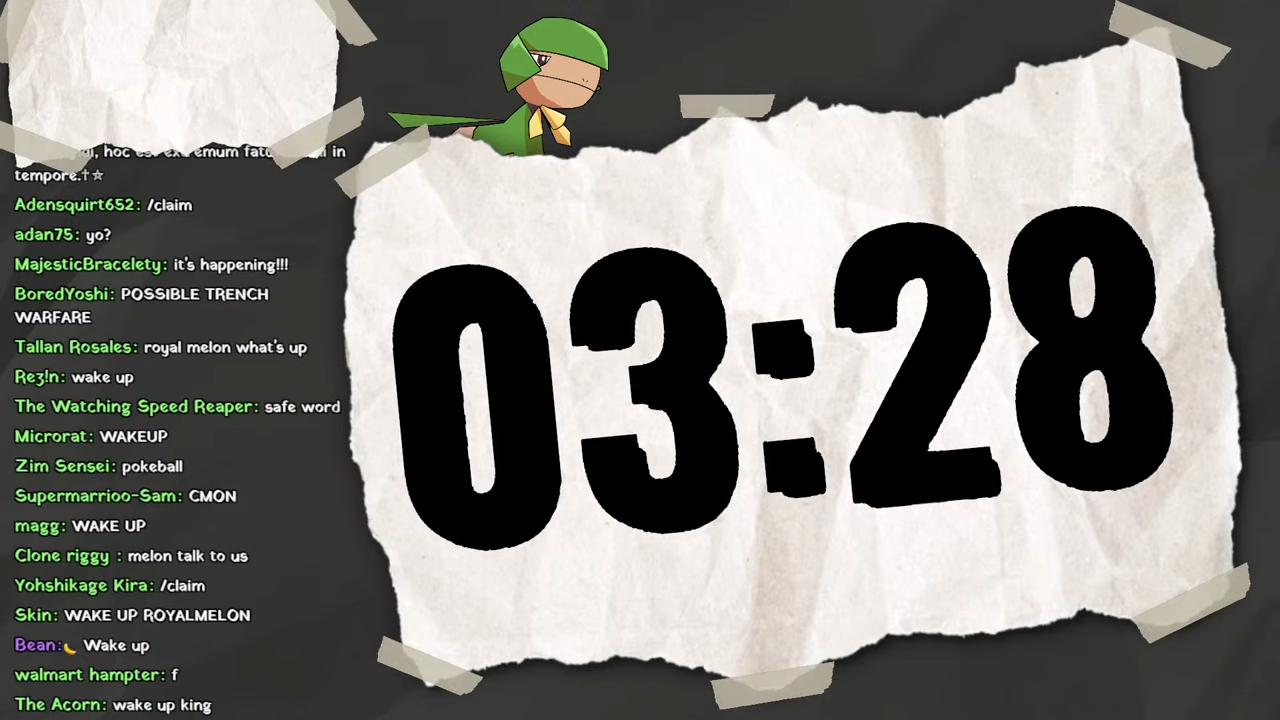 tempore.†☆
Adensquirt652: /claim
adan75: yo?
MajesticBracelety: it's happening!!!
BoredYoshi: POSSIBLE TRENCH
WARFARE
Tallan Rosales: royal melon what's up
Reʒ!n: wake up
The Watching Speed Reaper: safe word
Microrat: WAKEUP
Zim Sensei: pokeball
Supermarrioo-Sam: CMON
magg: WAKE UP
Clone riggy : melon talk to us
Yohshikage Kira: /claim
Skin: WAKE UP ROYALMELON
Bean:🍌 Wake up
walmart hampter: f
The Acorn: wake up king
03:28